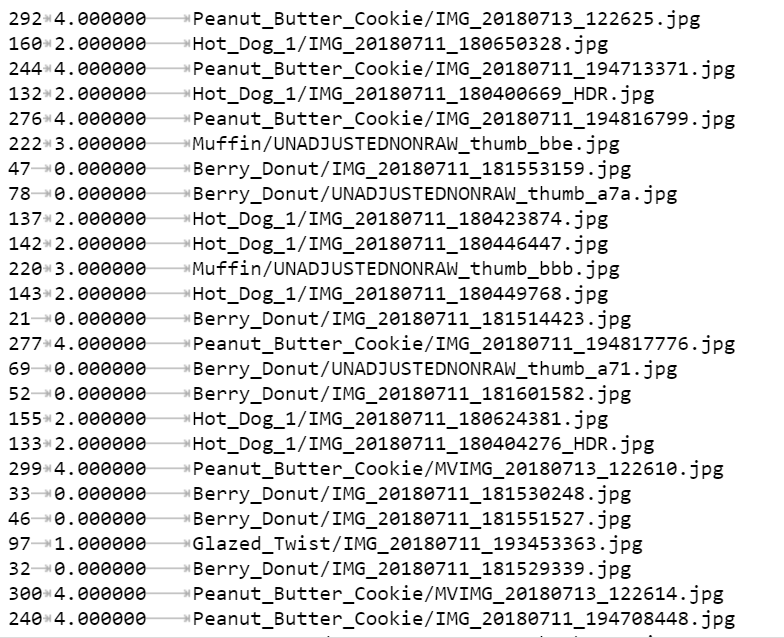 292	4.000000	Peanut_Butter_Cookie/IMG_20180713_122625.jpg
160	2.000000	Hot_Dog_1/IMG_20180711_180650328.jpg
244	4.000000	Peanut_Butter_Cookie/IMG_20180711_194713371.jpg
132	2.000000	Hot_Dog_1/IMG_20180711_180400669_HDR.jpg
276	4.000000	Peanut_Butter_Cookie/IMG_20180711_194816799.jpg
222	3.000000	Muffin/UNADJUSTEDNONRAW_thumb_bbe.jpg
47	0.000000	Berry_Donut/IMG_20180711_181553159.jpg
78	0.000000	Berry_Donut/UNADJUSTEDNONRAW_thumb_a7a.jpg
137	2.000000	Hot_Dog_1/IMG_20180711_180423874.jpg
142	2.000000	Hot_Dog_1/IMG_20180711_180446447.jpg
220	3.000000	Muffin/UNADJUSTEDNONRAW_thumb_bbb.jpg
143	2.000000	Hot_Dog_1/IMG_20180711_180449768.jpg
21	0.000000	Berry_Donut/IMG_20180711_181514423.jpg
277	4.000000	Peanut_Butter_Cookie/IMG_20180711_194817776.jpg
69	0.000000	Berry_Donut/UNADJUSTEDNONRAW_thumb_a71.jpg
52	0.000000	Berry_Donut/IMG_20180711_181601582.jpg
155	2.000000	Hot_Dog_1/IMG_20180711_180624381.jpg
133	2.000000	Hot_Dog_1/IMG_20180711_180404276_HDR.jpg
299	4.000000	Peanut_Butter_Cookie/MVIMG_20180713_122610.jpg
33	0.000000	Berry_Donut/IMG_20180711_181530248.jpg
46	0.000000	Berry_Donut/IMG_20180711_181551527.jpg
97	1.000000	Glazed_Twist/IMG_20180711_193453363.jpg
32	0.000000	Berry_Donut/IMG_20180711_181529339.jpg
300	4.000000	Peanut_Butter_Cookie/MVIMG_20180713_122614.jpg
240	4.000000	Peanut_Butter_Cookie/IMG_20180711_194708448.jpg